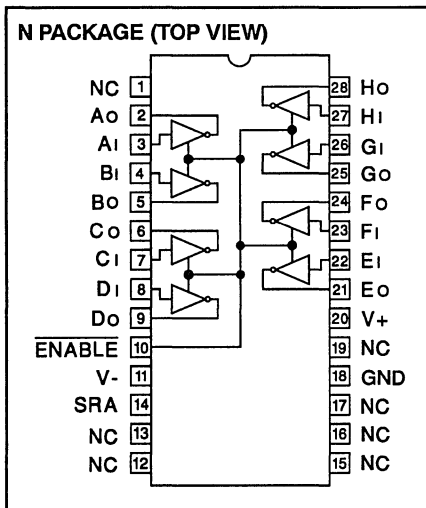 N PACKAGE (TOP VIEW)
NC 1 28 Ho
Ao 2 27 HI
AI 3 26 GI
BI 4 25 Go
Bo 5 24 Fo
Co 6 23 FI
CI 7 22 EI
DI 8 21 Eo
Do 9 20 V+
ENABLE 10 19 NC
V- 11 18 GND
SRA 14 17 NC
NC 13 16 NC
NC 12 15 NC